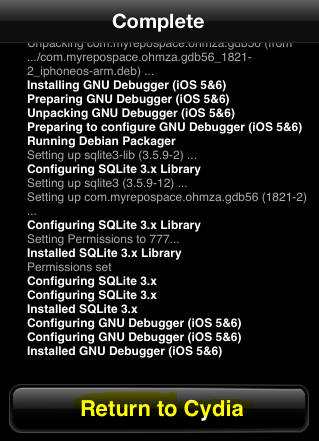 Complete
Unpacking com.myrepospace.ohmza.gdb56 (from
.../com.myrepospace.ohmza.gdb56_1821-
2_iphoneos-arm.deb) ...
Installing GNU Debugger (iOS 5&6)
Preparing GNU Debugger (iOS 5&6)
Unpacking GNU Debugger (iOS 5&6)
Preparing to configure GNU Debugger (iOS 5&6)
Running Debian Packager
Setting up sqlite3-lib (3.5.9-2) ...
Configuring SQLite 3.x Library
Setting up sqlite3 (3.5.9-12) ...
Setting up com.myrepospace.ohmza.gdb56 (1821-2)
...
Configuring SQLite 3.x Library
Setting Permissions to 777...
Installed SQLite 3.x Library
Permissions set
Configuring SQLite 3.x
Configuring SQLite 3.x
Installed SQLite 3.x
Configuring GNU Debugger (iOS 5&6)
Configuring GNU Debugger (iOS 5&6)
Installed GNU Debugger (iOS 5&6)
Return to Cydia